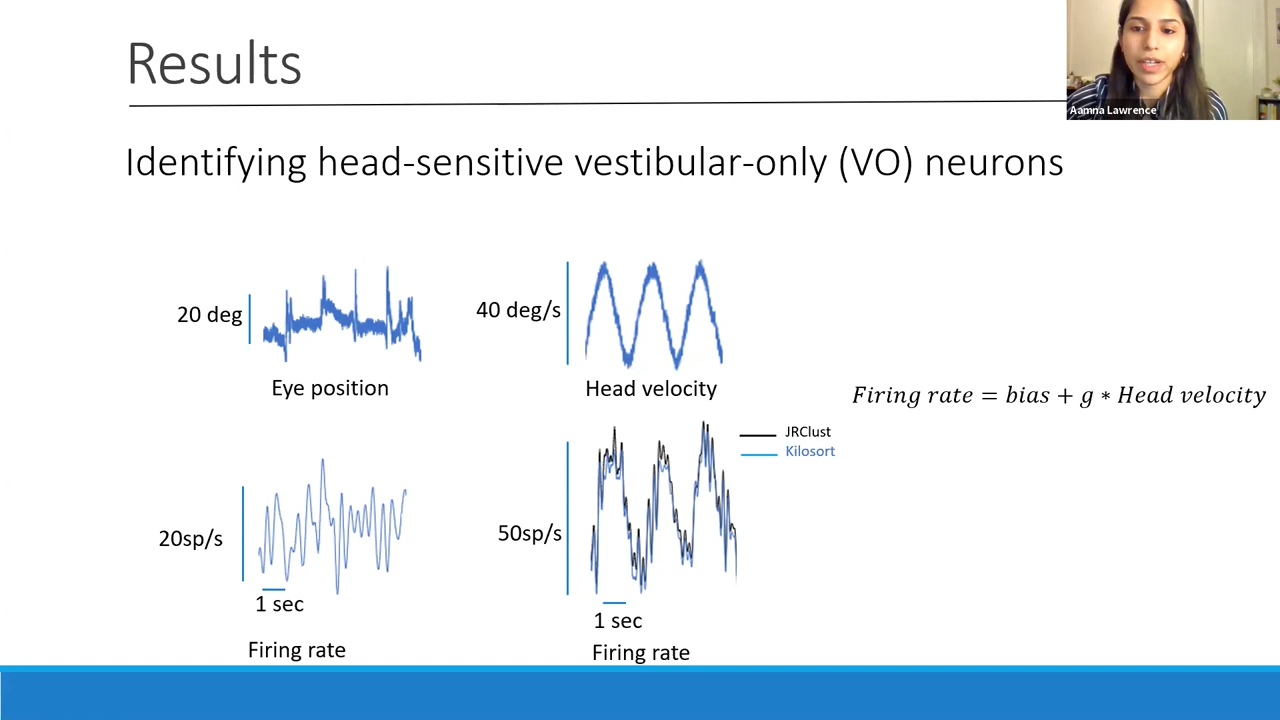 Results
Aamna Lawrence
Identifying head-sensitive vestibular-only (VO) neurons
20 deg
40 deg/s
Eye position
Head velocity
Firing rate = bias + g * Head velocity
JRClust
Kilosort
20sp/s
50sp/s
1 sec
1 sec
Firing rate
Firing rate